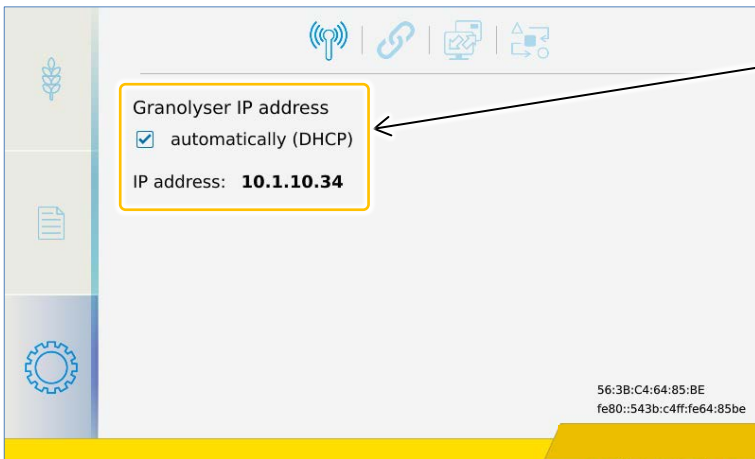 Granolyser IP address
automatically (DHCP)
IP address: 10.1.10.34
56:3B:C4:64:85:BE
fe80::543b:c4ff:fe64:85be